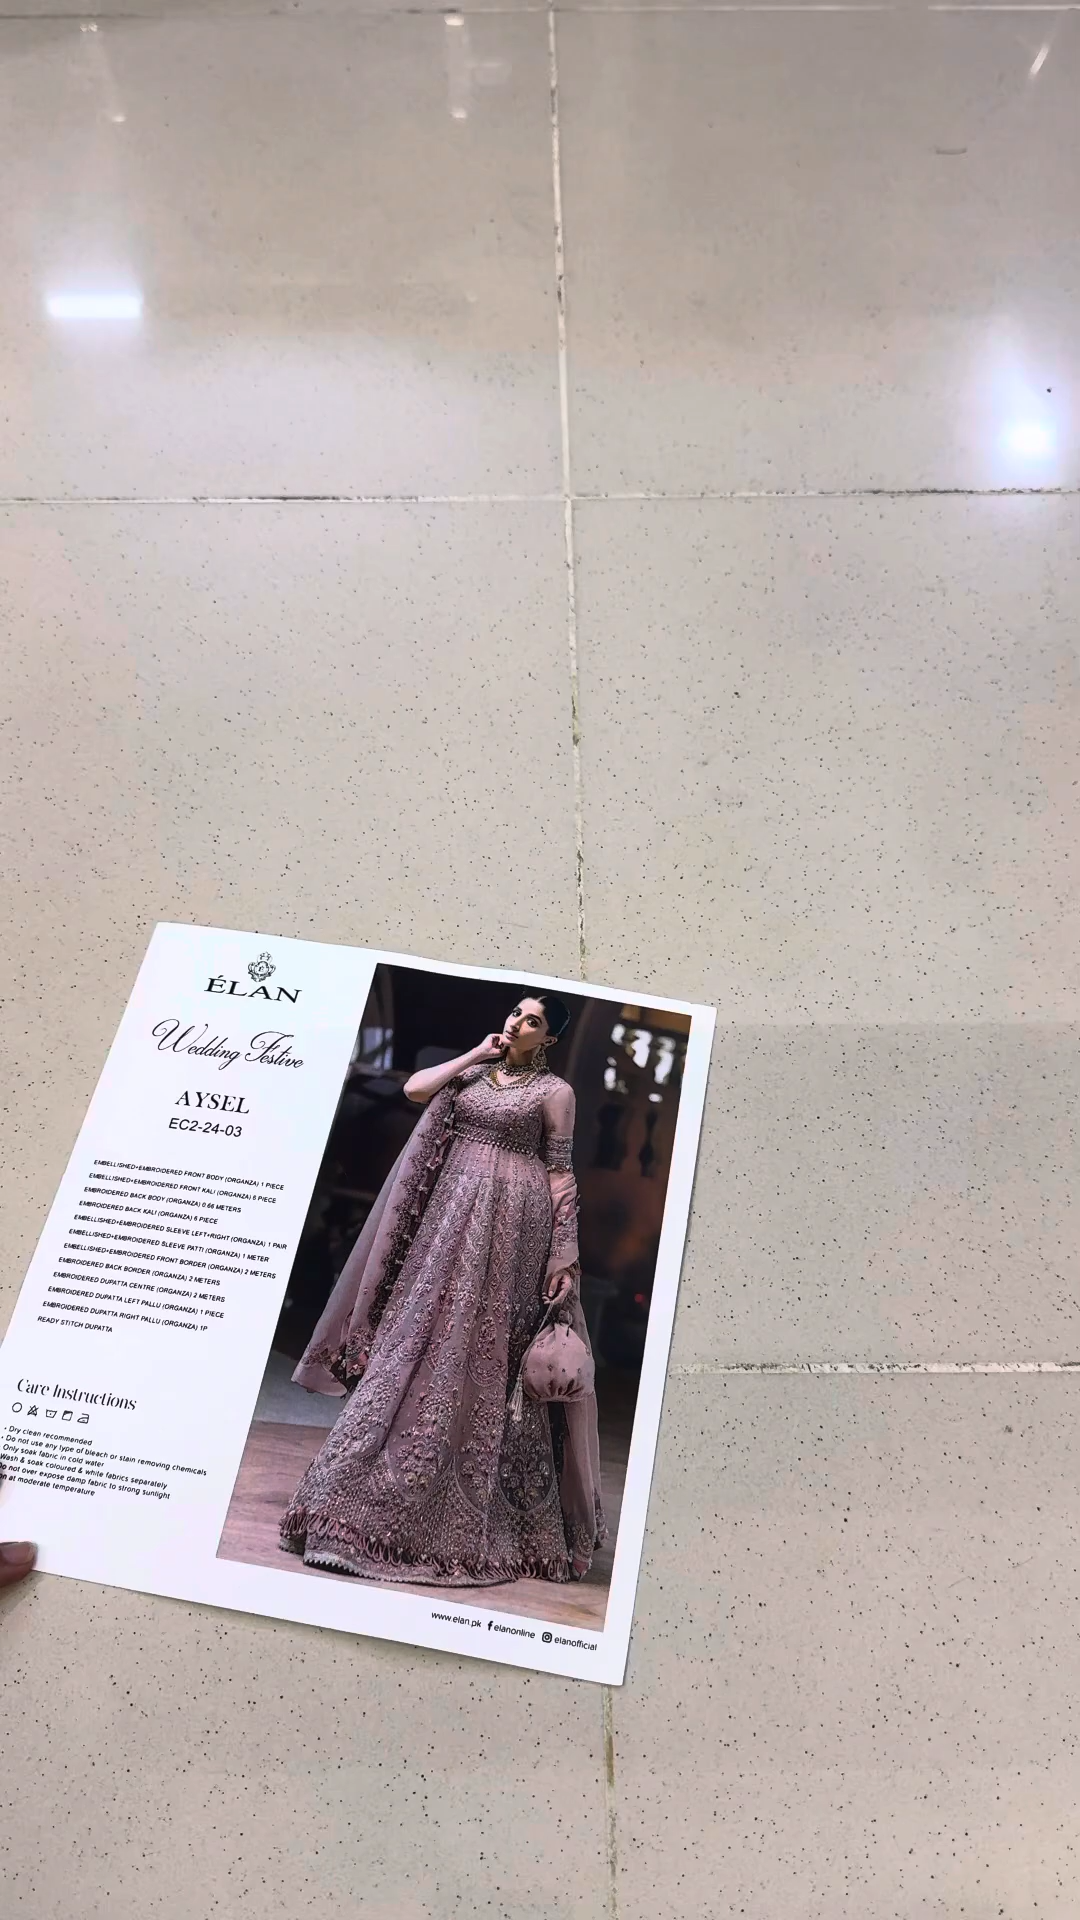 ÉLAN
Wedding Festive
AYSEL
EC2-24-03
EMBELLISHED+EMBROIDERED FRONT BODY (ORGANZA) 1 PIECE
EMBELLISHED+EMBROIDERED FRONT KALI (ORGANZA) 6 PIECE
EMBROIDERED BACK BODY (ORGANZA) 0.66 METERS
EMBROIDERED BACK KALI (ORGANZA) 6 PIECE
EMBELLISHED+EMBROIDERED SLEEVE LEFT+RIGHT (ORGANZA) 1 PAIR
EMBELLISHED+EMBROIDERED SLEEVE PATTI (ORGANZA) 1 METER
EMBELLISHED+EMBROIDERED FRONT BORDER (ORGANZA) 2 METERS
EMBROIDERED BACK BORDER (ORGANZA) 2 METERS
EMBROIDERED DUPATTA CENTRE (ORGANZA) 2 METERS
EMBROIDERED DUPATTA LEFT PALLU (ORGANZA) 1 PIECE
EMBROIDERED DUPATTA RIGHT PALLU (ORGANZA) 1P
READY STITCH DUPATTA
Care Instructions
• Dry clean recommended
• Do not use any type of bleach or stain removing chemicals
Only soak fabric in cold water
Wash & soak coloured & white fabrics separately
Do not over expose damp fabric to strong sunlight
at moderate temperature
www.elan.pk elanonline elanofficial